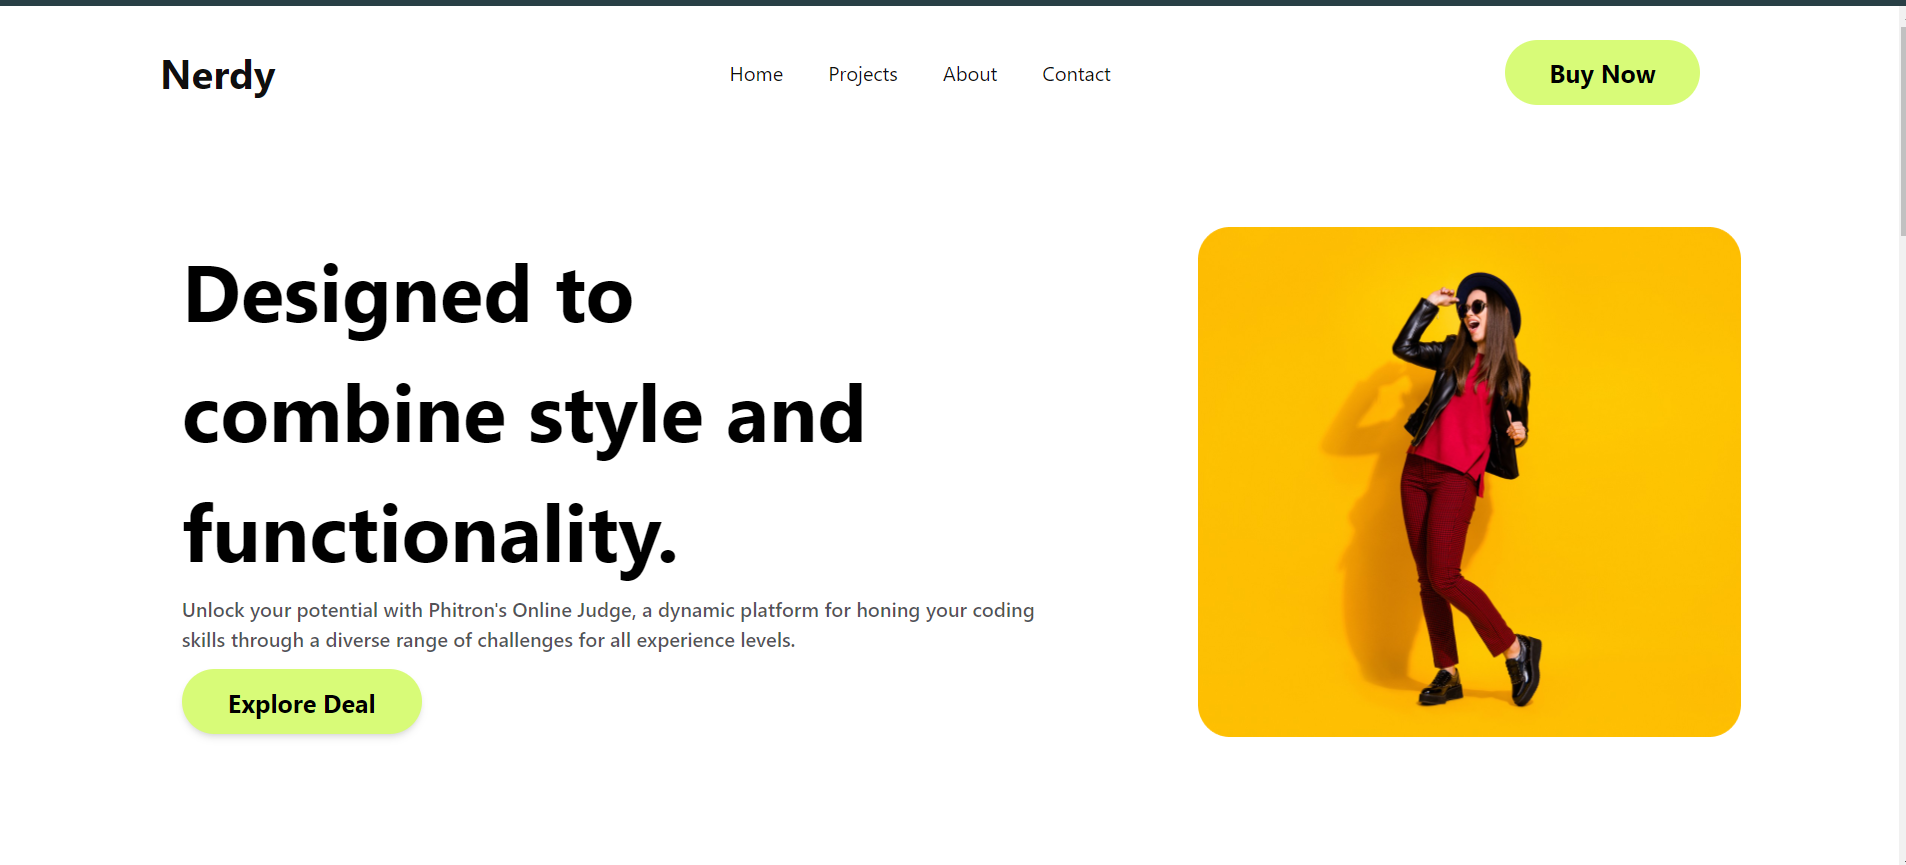 Nerdy
Home
Projects
About
Contact
Buy Now
Designed to
combine style and
functionality.
Unlock your potential with Phitron's Online Judge, a dynamic platform for honing your coding
skills through a diverse range of challenges for all experience levels.
Explore Deal